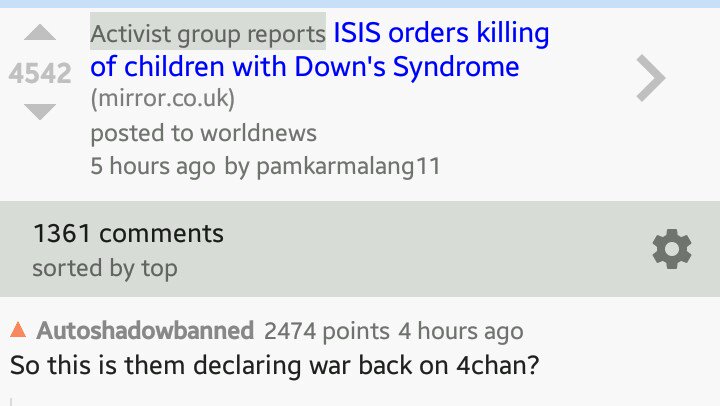 Activist group reports ISIS orders killing
4542 of children with Down's Syndrome
(mirror.co.uk)
posted to worldnews
5 hours ago by pamkarmalang11
1361 comments
sorted by top
Autoshadowbanned 2474 points 4 hours ago
So this is them declaring war back on 4chan?